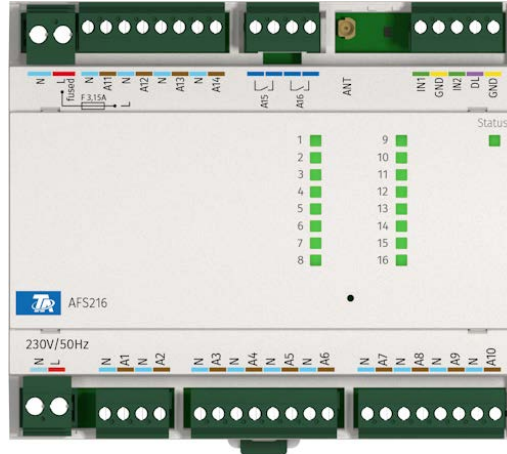 N L fused N A11 N A12 N A13 N A14 A15 A16 ANT IN1 GND IN2 DL GND
F 3,15A L
Status
1 9
2 10
3 11
4 12
5 13
6 14
7 15
8 16
TA AFS216
230V/50Hz
N L N A1 N A2 N A3 N A4 N A5 N A6 N A7 N A8 N A9 N A10